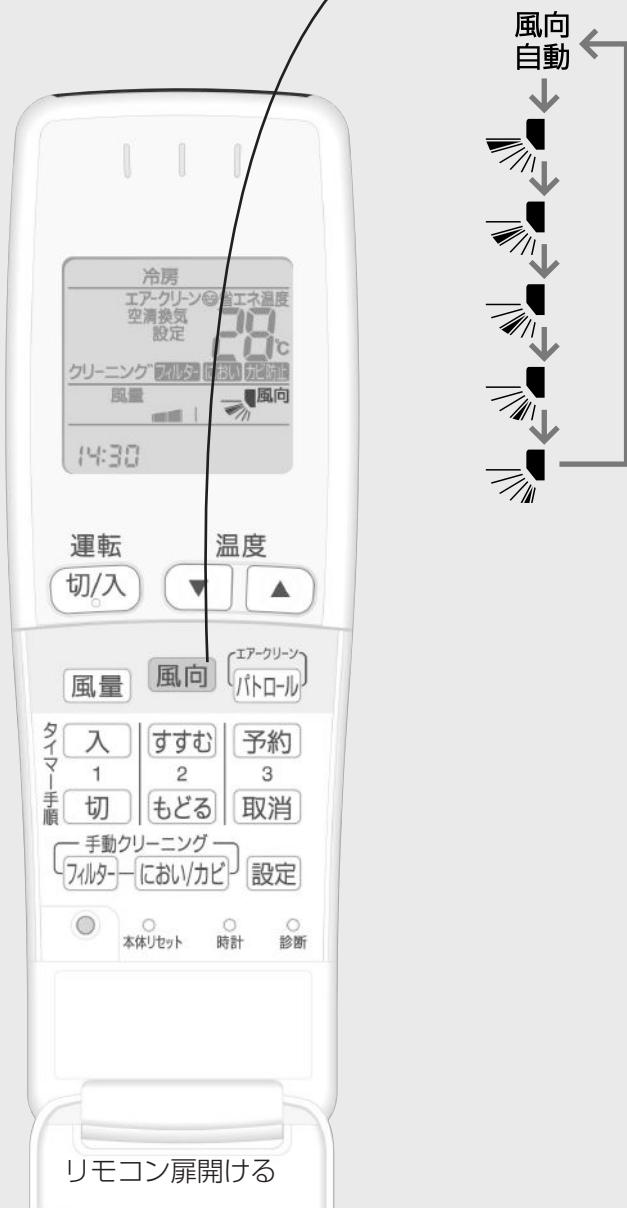 風向
自動
冷房
エアークリーン 省エネ温度
空清換気
設定
28℃
クリーニング フィルター におい カビ防止
風量 風向
14:30
運転 温度
切/入 ▼ ▲
エアークリーン
風量 風向 パトロール
タイマー手順
入 すすむ 予約
1 2 3
切 もどる 取消
手動クリーニング
フィルター におい/カビ 設定
本体リセット 時計 診断
リモコン扉開ける